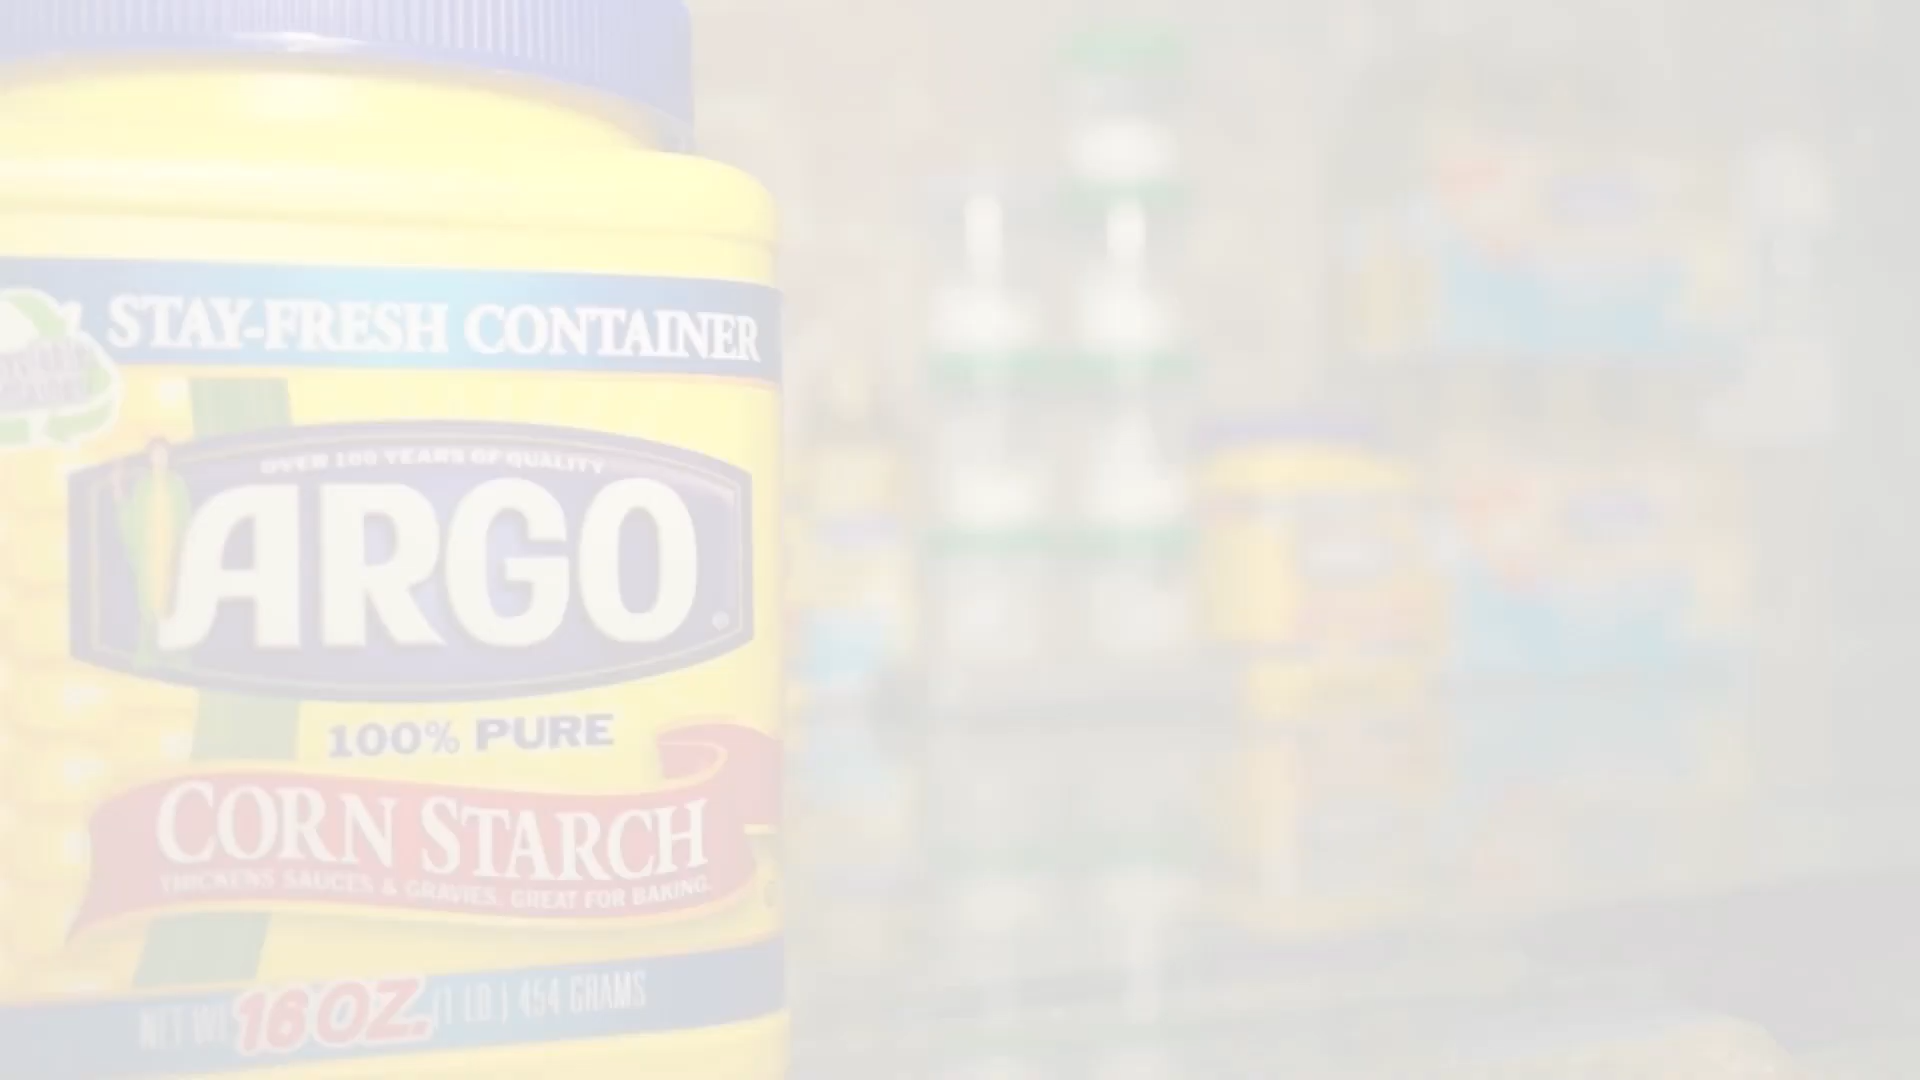 STAY-FRESH CONTAINER
OVER 100 YEARS OF QUALITY
ARGO®
100% PURE
CORN STARCH
THICKENS SAUCES & GRAVIES. GREAT FOR BAKING.
NET WT 16 OZ. (1 LB) 454 GRAMS